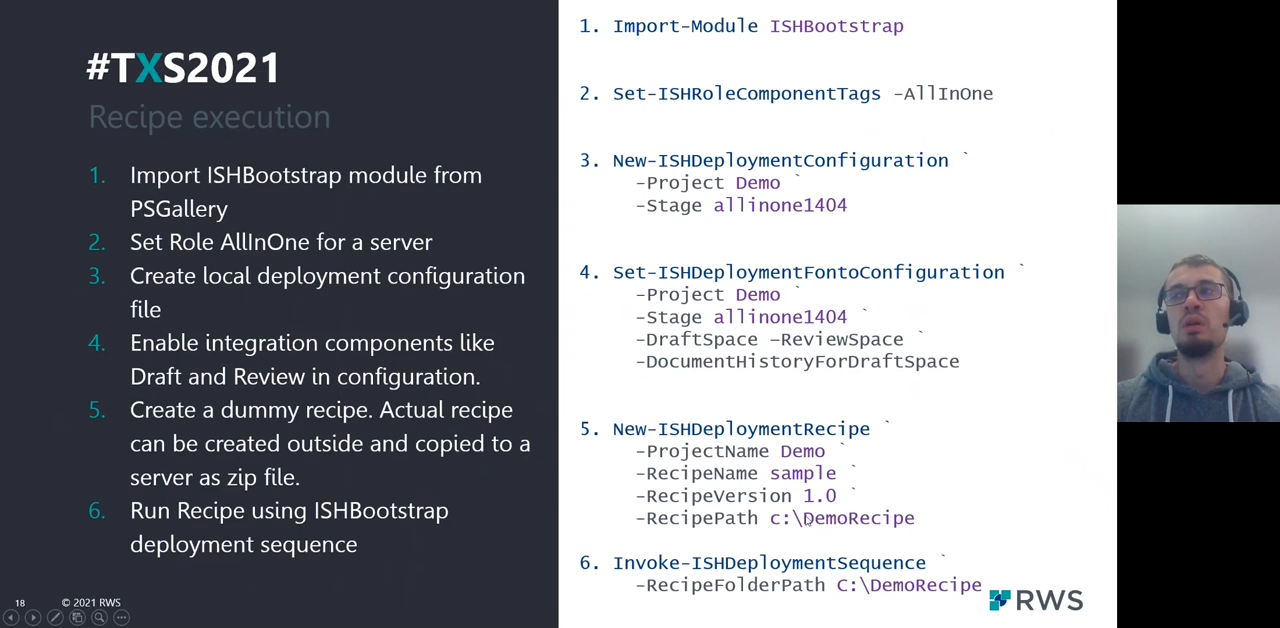 #TXS2021
Recipe execution
1. Import ISHBootstrap module from
PSGallery
2. Set Role AllInOne for a server
3. Create local deployment configuration
file
4. Enable integration components like
Draft and Review in configuration.
5. Create a dummy recipe. Actual recipe
can be created outside and copied to a
server as zip file.
6. Run Recipe using ISHBootstrap
deployment sequence
18 © 2021 RWS
1. Import-Module ISHBootstrap
2. Set-ISHRoleComponentTags -AllInOne
3. New-ISHDeploymentConfiguration `
-Project Demo `
-Stage allinone1404
4. Set-ISHDeploymentFontoConfiguration `
-Project Demo `
-Stage allinone1404 `
-DraftSpace –ReviewSpace `
-DocumentHistoryForDraftSpace
5. New-ISHDeploymentRecipe `
-ProjectName Demo `
-RecipeName sample `
-RecipeVersion 1.0 `
-RecipePath c:\DemoRecipe
6. Invoke-ISHDeploymentSequence `
-RecipeFolderPath C:\DemoRecipe
RWS